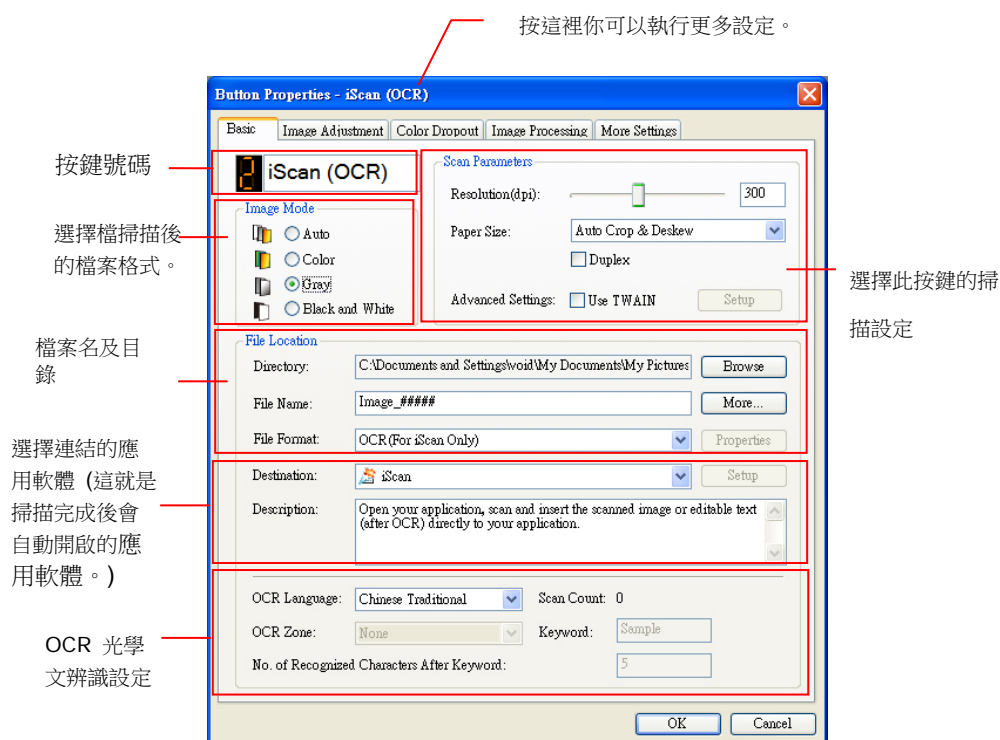 按這裡你可以執行更多設定。
Button Properties - iScan (OCR)
Basic Image Adjustment Color Dropout Image Processing More Settings
按鍵號碼
2 iScan (OCR)
選擇檔掃描後
的檔案格式。
Image Mode
Auto
Color
Gray
Black and White
Scan Parameters
Resolution(dpi): 300
Paper Size: Auto Crop & Deskew
Duplex
Advanced Settings: Use TWAIN Setup
選擇此按鍵的掃
描設定
檔案名及目
錄
File Location
Directory: C:\Documents and Settings\void\My Documents\My Pictures Browse
File Name: Image_##### More...
File Format: OCR(For iScan Only) Properties
選擇連結的應
用軟體 (這就是
掃描完成後會
自動開啟的應
用軟體。)
Destination: iScan Setup
Description: Open your application, scan and insert the scanned image or editable text
(after OCR) directly to your application.
OCR 光學
文辨識設定
OCR Language: Chinese Traditional Scan Count: 0
OCR Zone: None Keyword: Sample
No. of Recognized Characters After Keyword: 5
OK Cancel